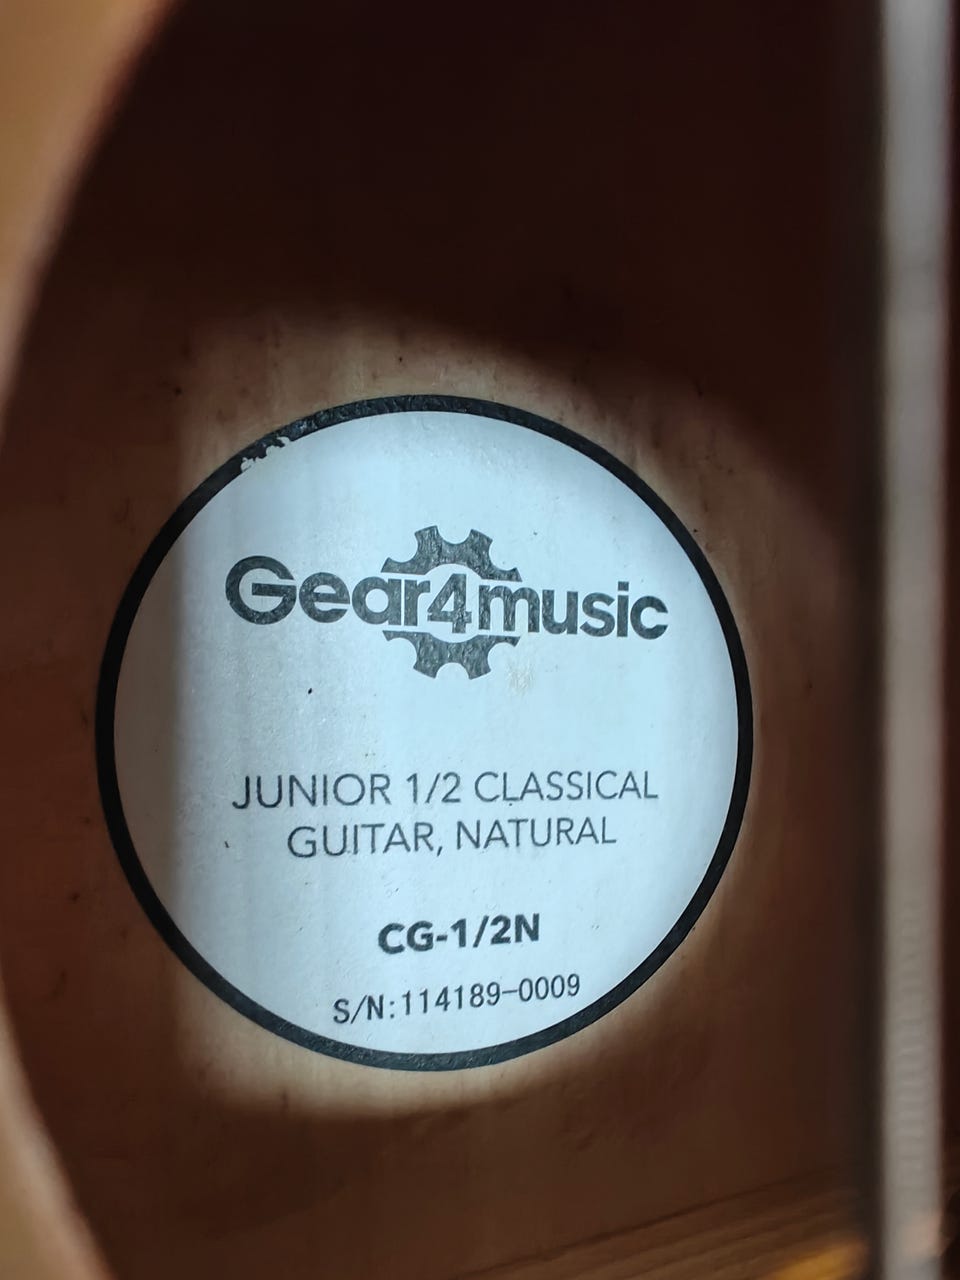 Gear4music
JUNIOR 1/2 CLASSICAL
GUITAR, NATURAL
CG-1/2N
S/N:114189-0009